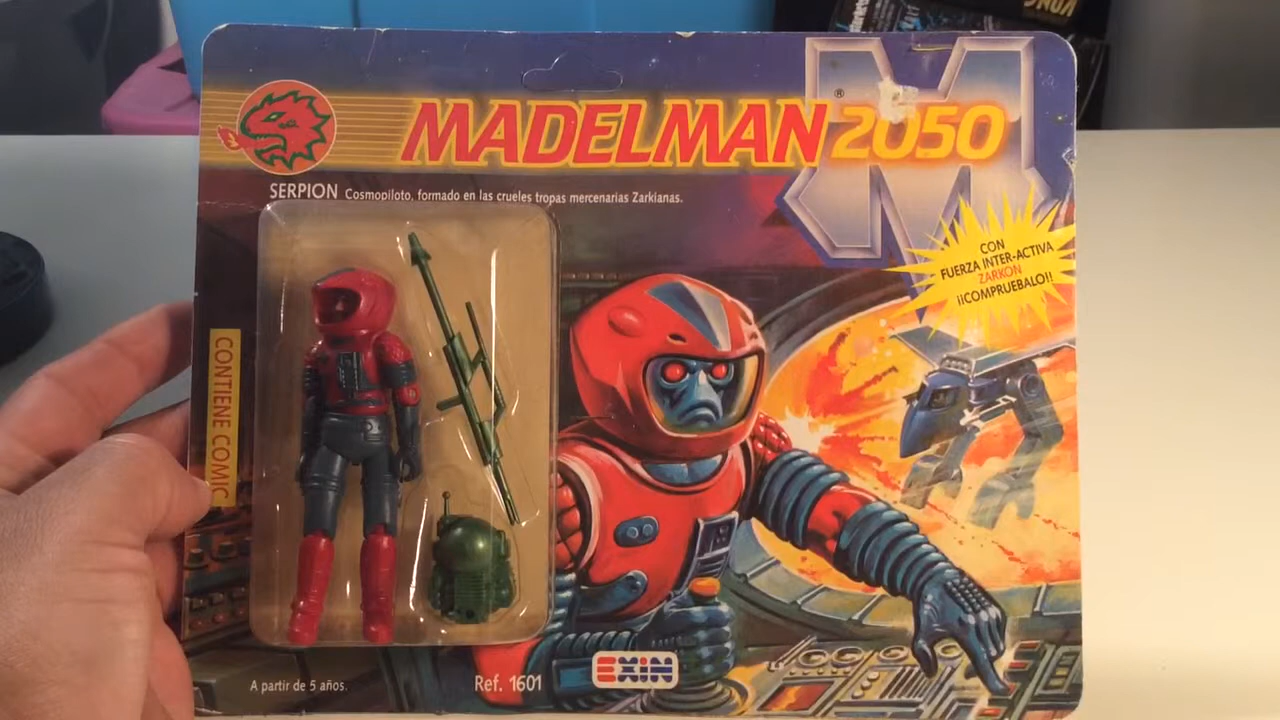 MADELMAN 2050
®
SERPION Cosmopiloto, formado en las crueles tropas mercenarias Zarkianas.
CON
FUERZA INTER-ACTIVA
ZARKON
¡¡COMPRUEBALO!!
CONTIENE COMIC
A partir de 5 años.
Ref. 1601
EXIN